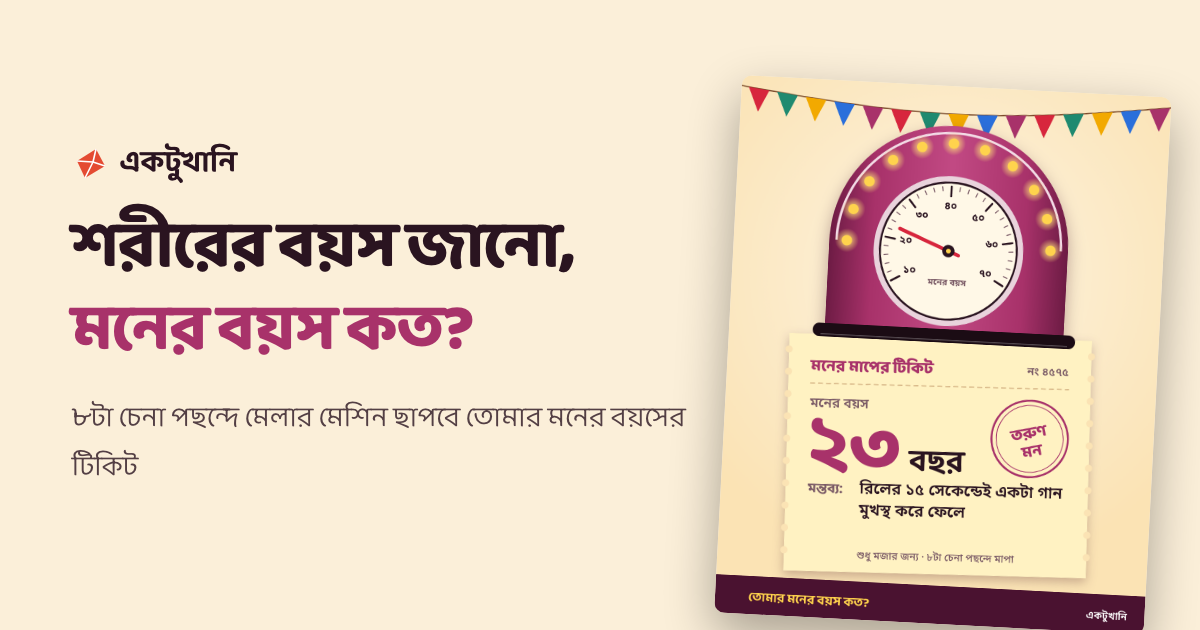 একটুখানি
শরীরের বয়স জানো,
মনের বয়স কত?
৮টা চেনা পছন্দে মেলার মেশিন ছাপবে তোমার মনের বয়সের
টিকিট
১০ ২০ ৩০ ৪০ ৫০ ৬০ ৭০
মনের বয়স
মনের মাপের টিকিট নং ৪৫৭৫
মনের বয়স
২৩ বছর
তরুণ
মন
মন্তব্য: রিলের ১৫ সেকেন্ডেই একটা গান
মুখস্থ করে ফেলে
শুধু মজার জন্য · ৮টা চেনা পছন্দে মাপা
তোমার মনের বয়স কত? একটুখানি